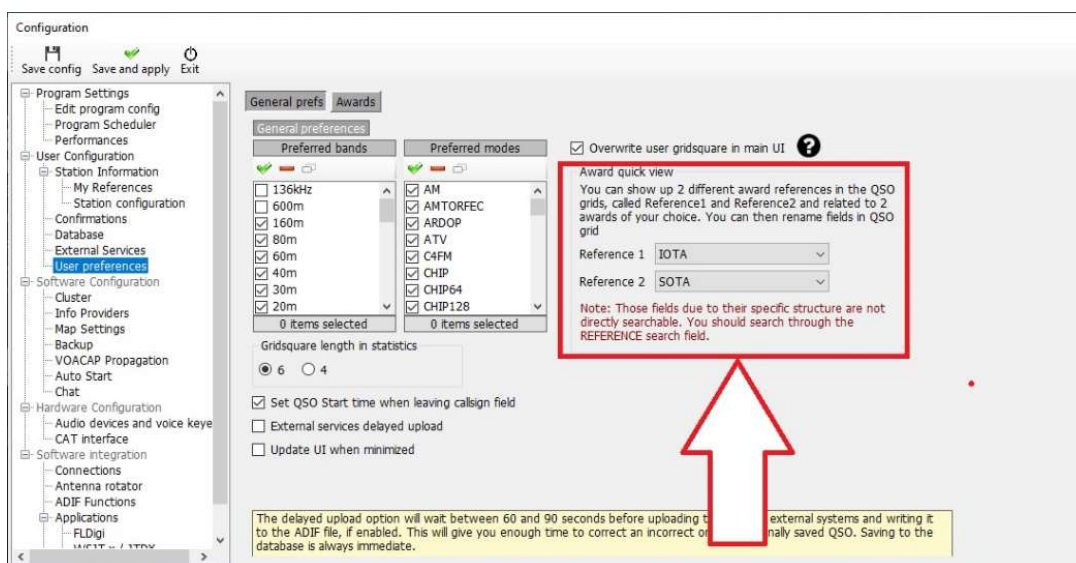 Configuration
Save config Save and apply Exit
Program Settings
Edit program config
Program Scheduler
Performances
User Configuration
Station Information
My References
Station configuration
Confirmations
Database
External Services
User preferences
Software Configuration
Cluster
Info Providers
Map Settings
Backup
VOACAP Propagation
Auto Start
Chat
Hardware Configuration
Audio devices and voice keye
CAT interface
Software integration
Connections
Antenna rotator
ADIF Functions
Applications
FLDigi
General prefs Awards
General preferences
Preferred bands
136kHz
600m
160m
80m
60m
40m
30m
20m
0 items selected
Preferred modes
AM
AMTORFEC
ARDOP
ATV
C4FM
CHIP
CHIP64
CHIP128
0 items selected
Gridsquare length in statistics
6 4
Set QSO Start time when leaving callsign field
External services delayed upload
Update UI when minimized
Overwrite user gridsquare in main UI ?
Award quick view
You can show up 2 different award references in the QSO
grids, called Reference1 and Reference2 and related to 2
awards of your choice. You can then rename fields in QSO
grid
Reference 1 IOTA
Reference 2 SOTA
Note: Those fields due to their specific structure are not
directly searchable. You should search through the
REFERENCE search field.
The delayed upload option will wait between 60 and 90 seconds before uploading external systems and writing it
to the ADIF file, if enabled. This will give you enough time to correct an incorrect saved QSO. Saving to the
database is always immediate.